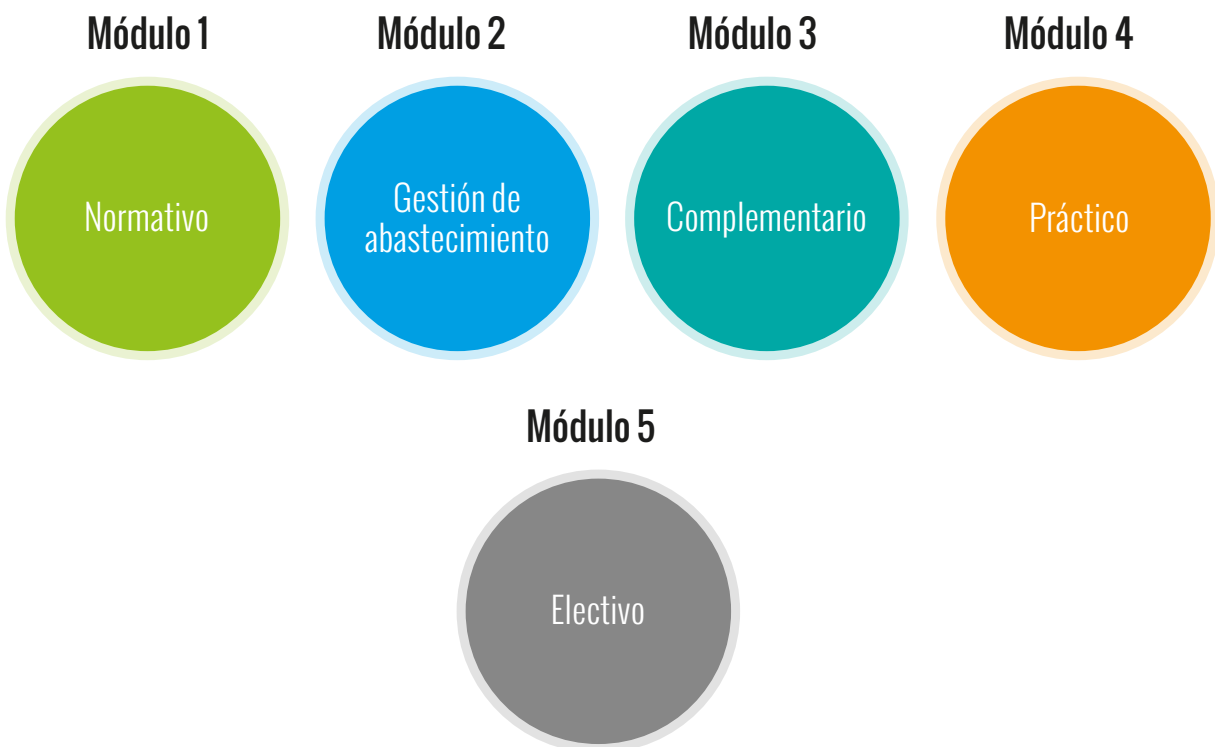 Módulo 1
Módulo 2
Módulo 3
Módulo 4
Normativo
Gestión de
abastecimiento
Complementario
Práctico
Módulo 5
Electivo